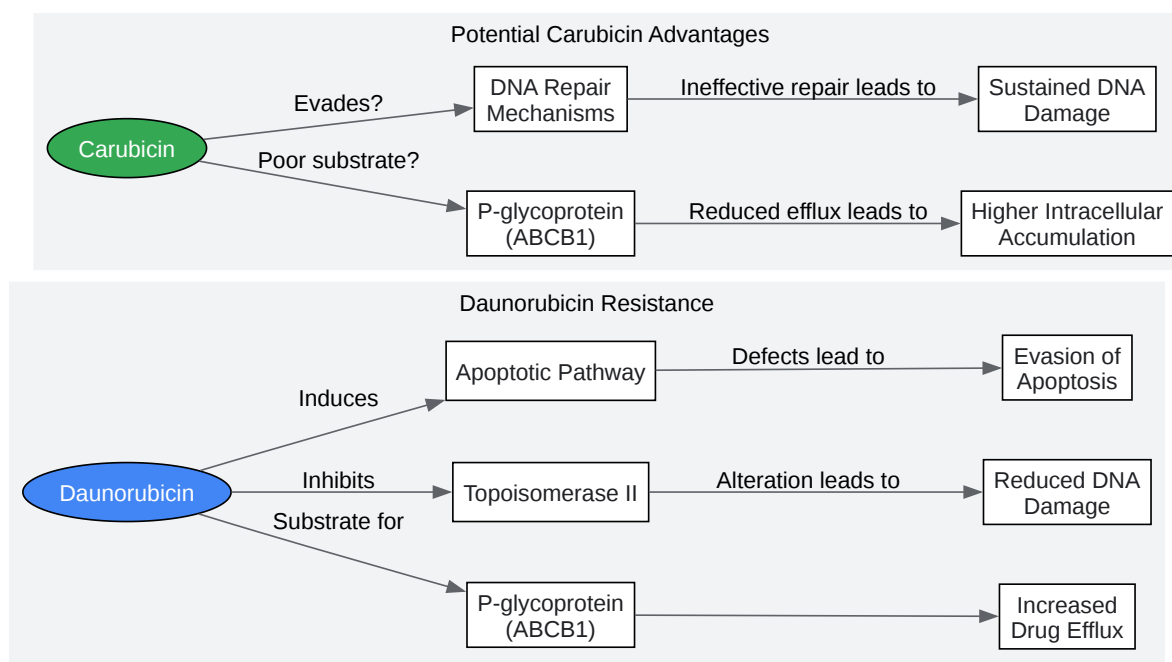 Potential Carubicin Advantages
Carubicin
Evades?
Poor substrate?
DNA Repair
Mechanisms
Ineffective repair leads to
Sustained DNA
Damage
P-glycoprotein
(ABCB1)
Reduced efflux leads to
Higher Intracellular
Accumulation
Daunorubicin Resistance
Daunorubicin
Induces
Inhibits
Substrate for
Apoptotic Pathway
Defects lead to
Evasion of
Apoptosis
Topoisomerase II
Alteration leads to
Reduced DNA
Damage
P-glycoprotein
(ABCB1)
Increased
Drug Efflux